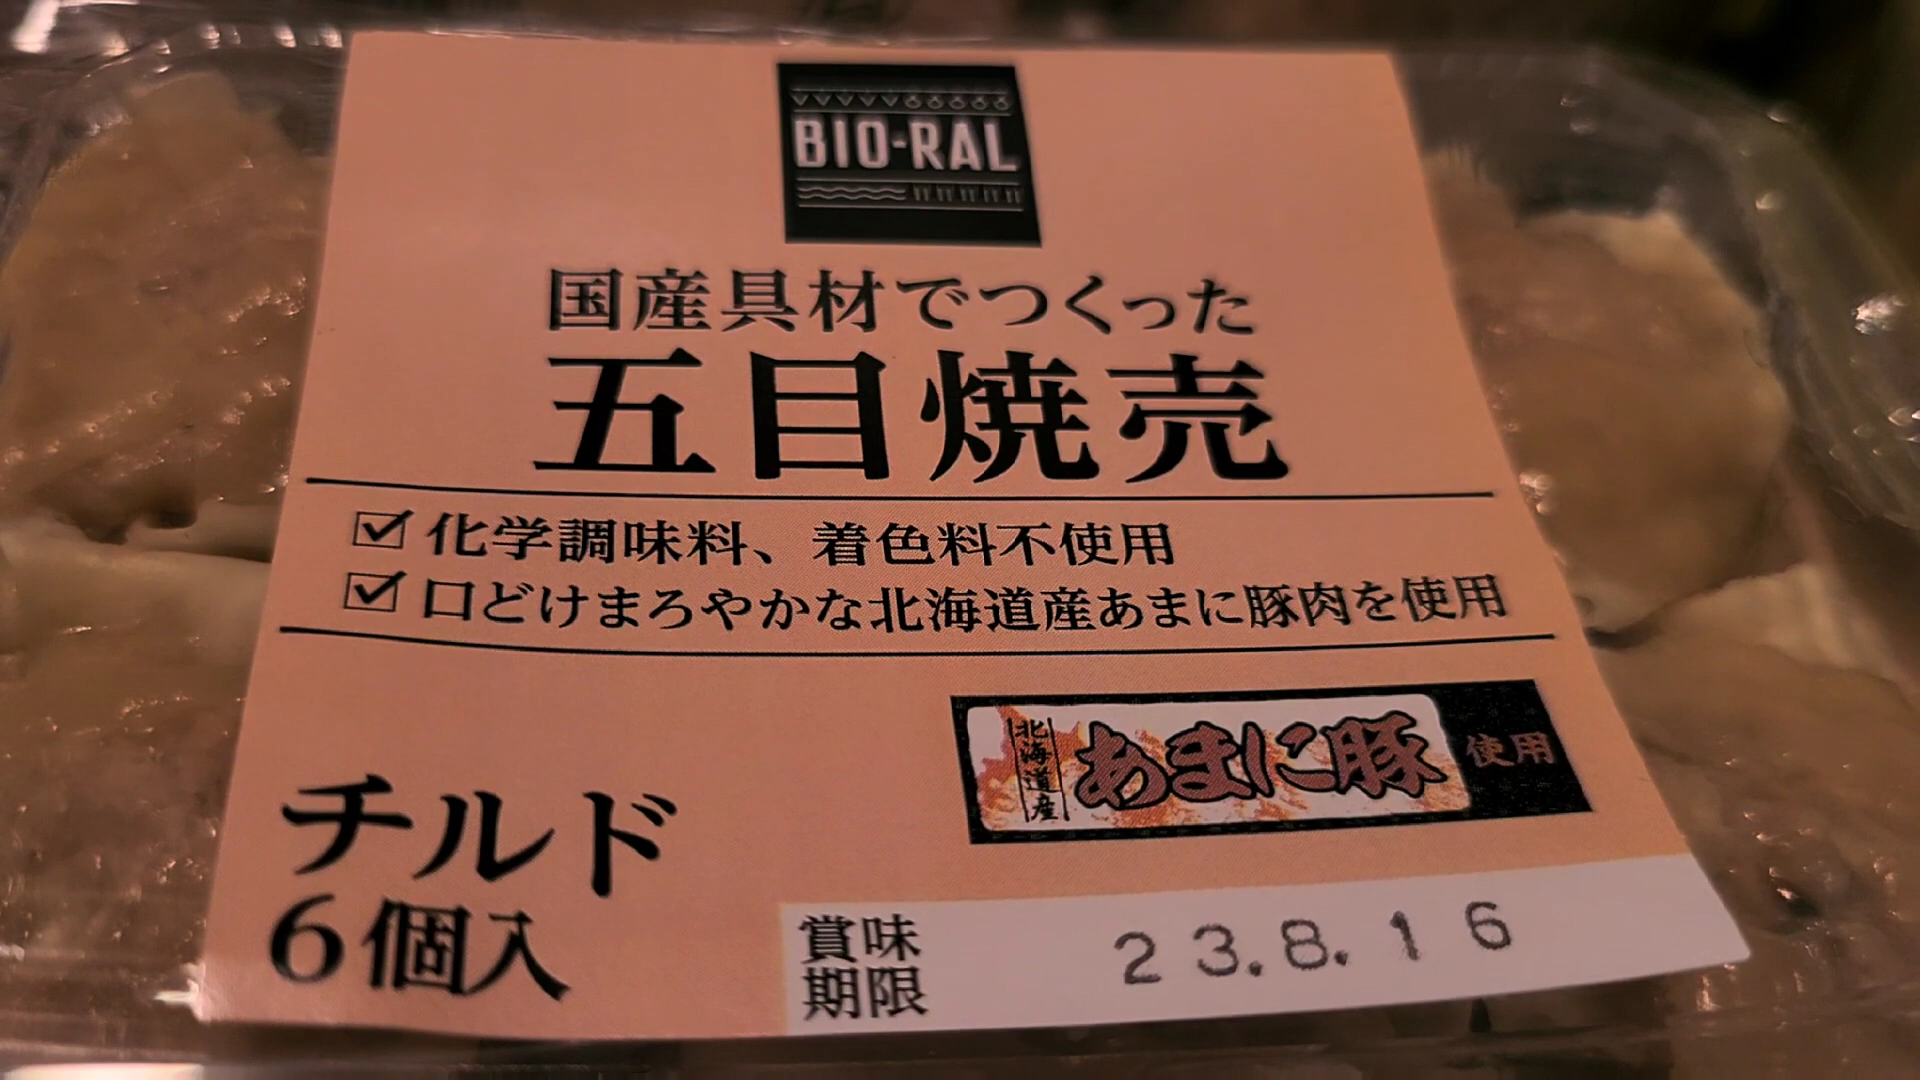 BIO-RAL
国産具材でつくった
五目焼売
化学調味料、着色料不使用
口どけまろやかな北海道産あまに豚肉を使用
北海道産
あまに豚
使用
チルド
6個入
賞味
期限
23.8.16